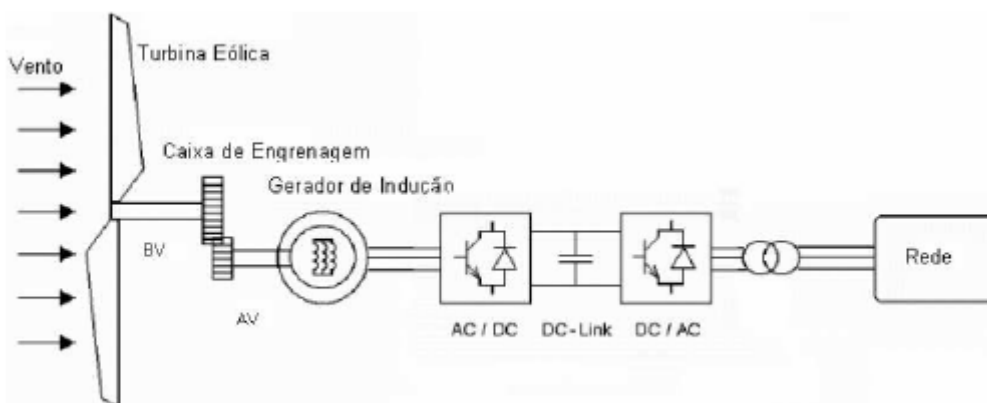 Turbina Eólica
Vento
Caixa de Engrenagem
Gerador de Indução
BV
AV
AC / DC
DC-Link
DC / AC
Rede